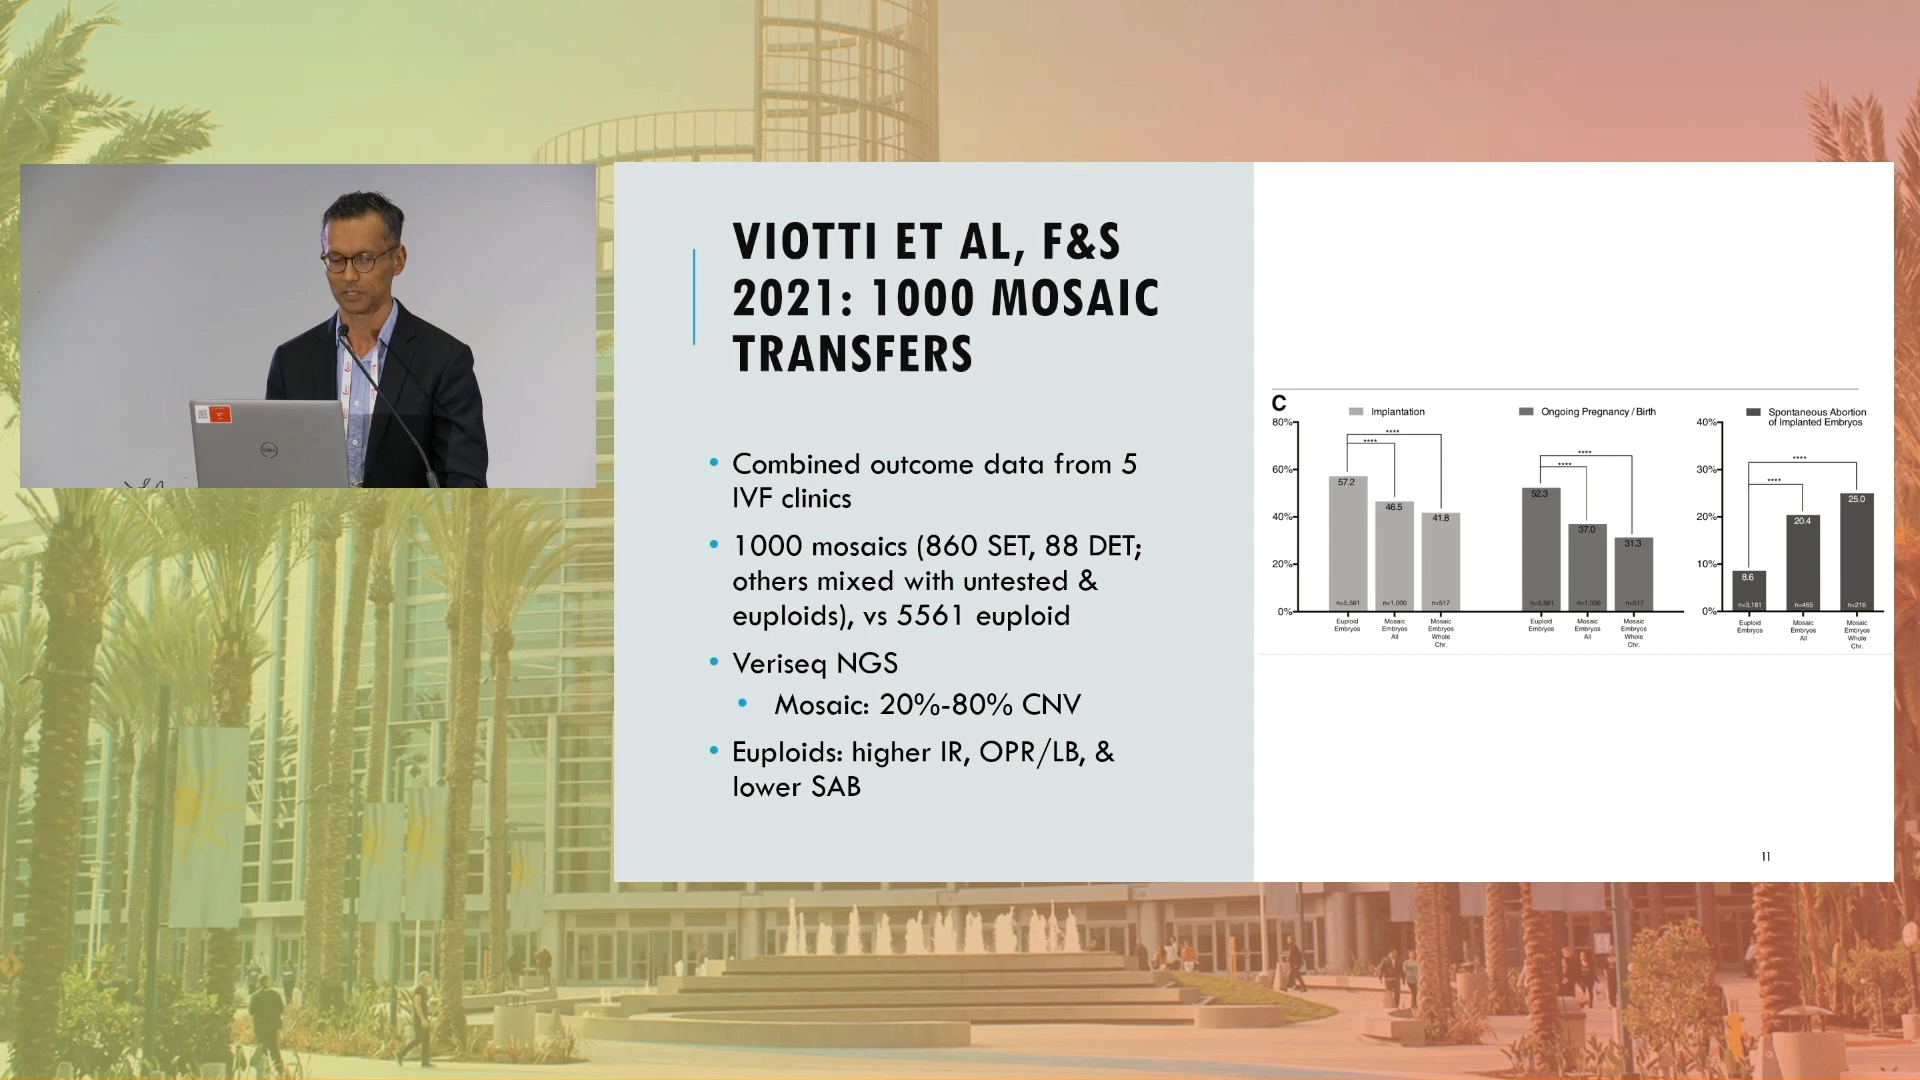 VIOTTI ET AL, F&S
2021: 1000 MOSAIC
TRANSFERS
• Combined outcome data from 5
IVF clinics
• 1000 mosaics (860 SET, 88 DET;
others mixed with untested &
euploids), vs 5561 euploid
• Veriseq NGS
• Mosaic: 20%-80% CNV
• Euploids: higher IR, OPR/LB, &
lower SAB
C
Implantation
80%
60%
40%
20%
0%
****
****
57.2
46.5
41.8
n=5,561
n=1,000
n=517
Euploid
Embryos
Mosaic
Embryos
All
Mosaic
Embryos
Whole
Chr.
Ongoing Pregnancy / Birth
****
****
52.3
37.0
31.3
n=5,561
n=1,000
n=517
Euploid
Embryos
Mosaic
Embryos
All
Mosaic
Embryos
Whole
Chr.
Spontaneous Abortion
of Implanted Embryos
40%
30%
20%
10%
0%
****
****
8.6
20.4
25.0
n=3,181
n=465
n=216
Euploid
Embryos
Mosaic
Embryos
All
Mosaic
Embryos
Whole
Chr.
11
DELL